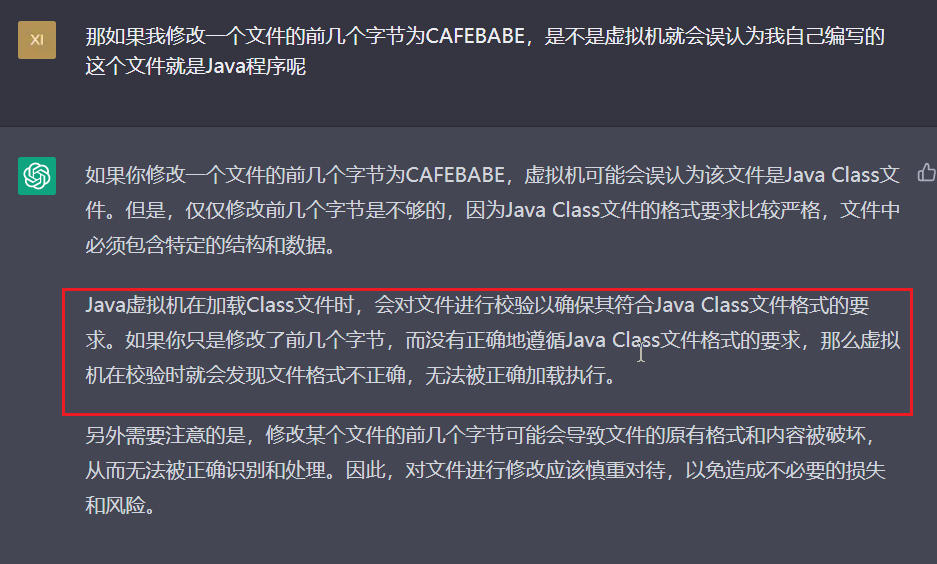 XI
那如果我修改一个文件的前几个字节为CAFEBABE，是不是虚拟机就会误认为我自己编写的
这个文件就是Java程序呢
如果你修改一个文件的前几个字节为CAFEBABE，虚拟机可能会误认为该文件是Java Class文
件。但是，仅仅修改前几个字节是不够的，因为Java Class文件的格式要求比较严格，文件中
必须包含特定的结构和数据。
Java虚拟机在加载Class文件时，会对文件进行校验以确保其符合Java Class文件格式的要
求。如果你只是修改了前几个字节，而没有正确地遵循Java Class文件格式的要求，那么虚拟
机在校验时就会发现文件格式不正确，无法被正确加载执行。
另外需要注意的是，修改某个文件的前几个字节可能会导致文件的原有格式和内容被破坏，
从而无法被正确识别和处理。因此，对文件进行修改应该慎重对待，以免造成不必要的损失
和风险。